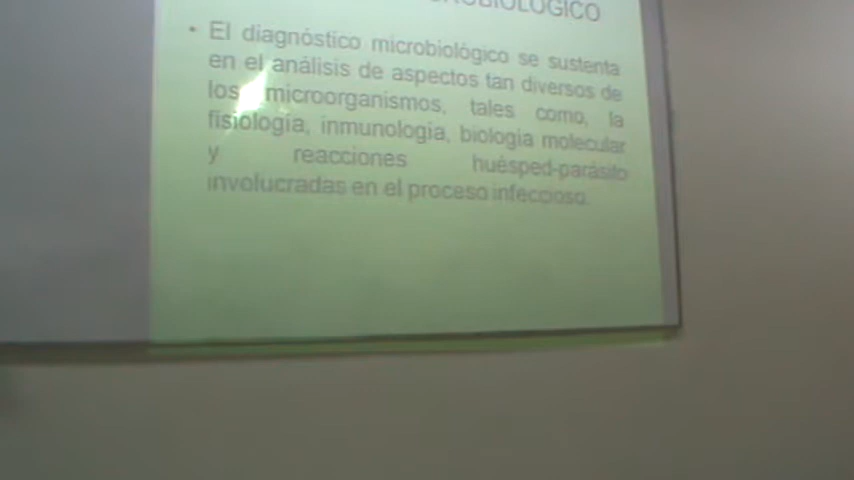 • El diagnóstico microbiológico se sustenta
en el análisis de aspectos tan diversos de
los microorganismos, tales como, la
fisiología, inmunología, biología molecular
y reacciones huésped-parásito
involucradas en el proceso infeccioso.